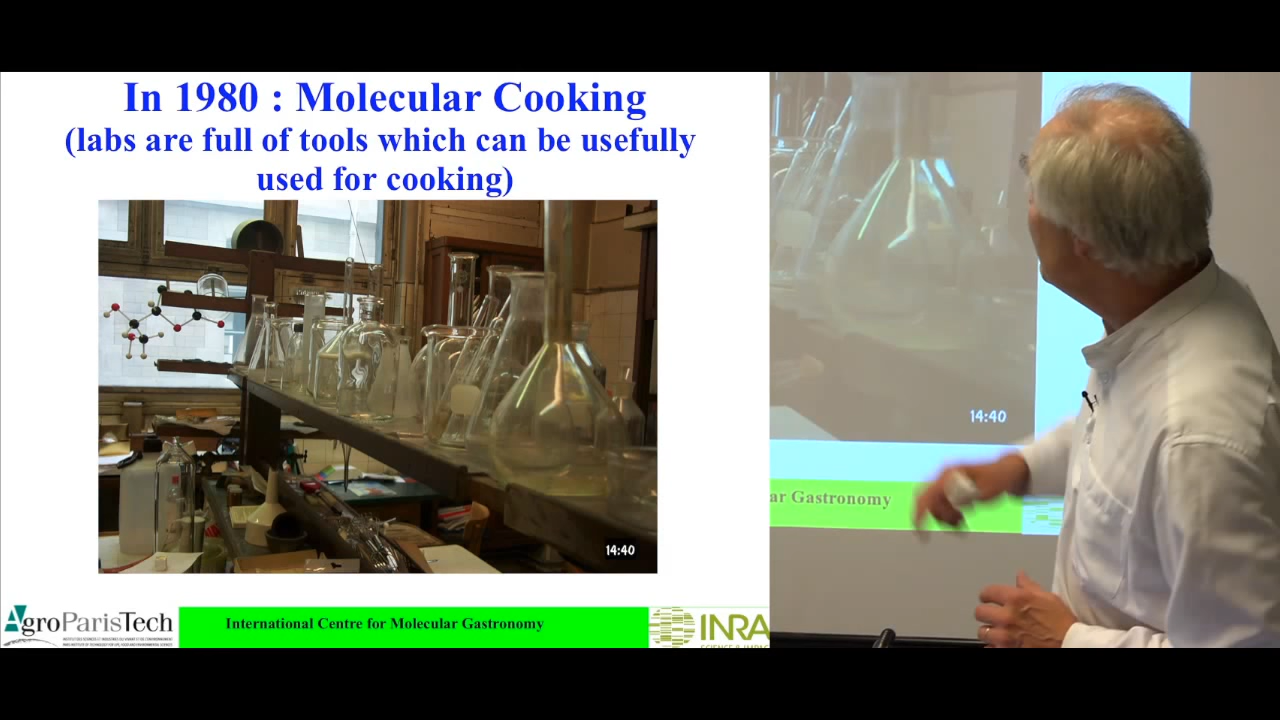 In 1980 : Molecular Cooking
(labs are full of tools which can be usefully
used for cooking)
14:40
14:40
ar Gastronomy
AgroParisTech
International Centre for Molecular Gastronomy
INRA